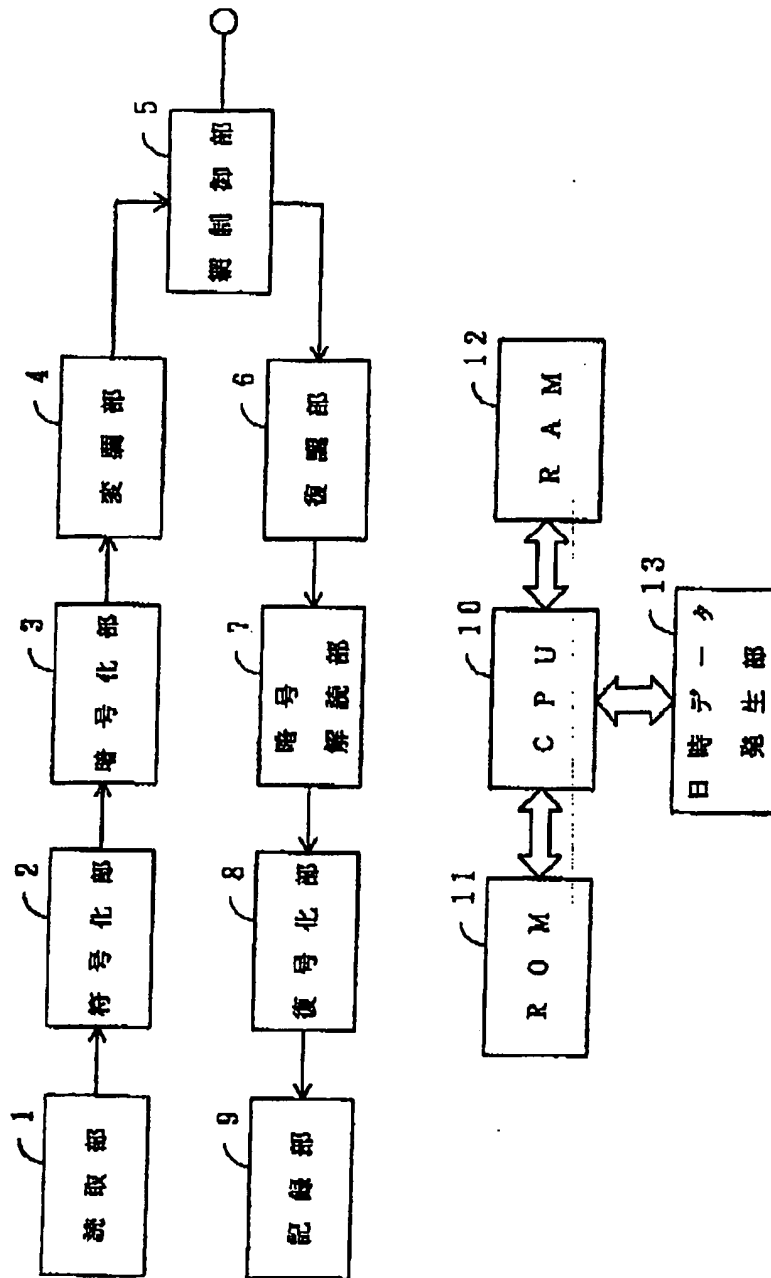 1
読取部
2
符号化部
3
暗号化部
4
変調部
5
網制御部
6
復調部
7
暗号
解読部
8
復号化部
9
記録部
10
CPU
11
ROM
12
RAM
13
日時データ
発生部